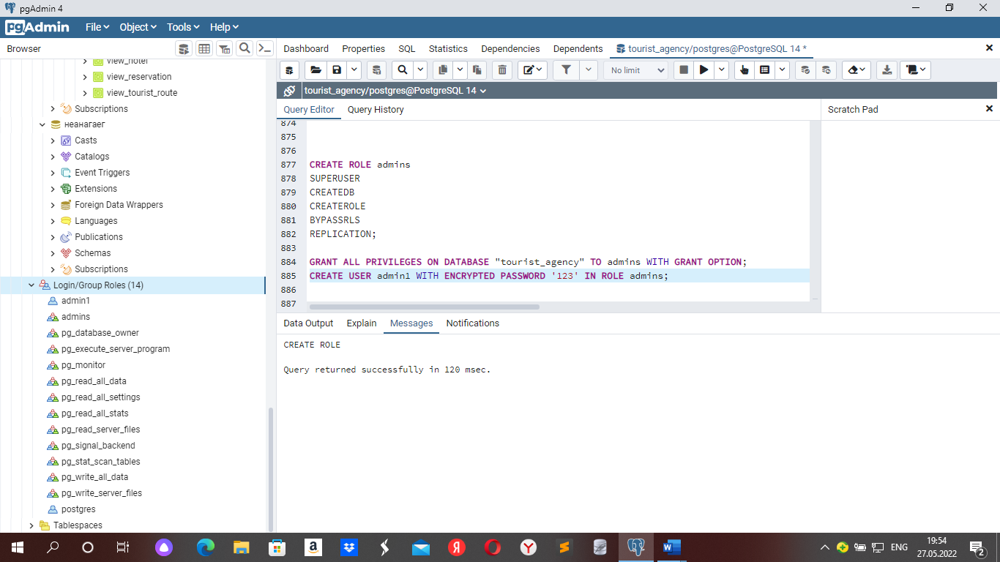 pgAdmin 4
pgAdmin File Object Tools Help
Browser
Dashboard Properties SQL Statistics Dependencies Dependents tourist_agency/postgres@PostgreSQL 14 *
No limit
tourist_agency/postgres@PostgreSQL 14
Query Editor Query History
Scratch Pad
view_hotel
view_reservation
view_tourist_route
Subscriptions
неанагаег
Casts
Catalogs
Event Triggers
Extensions
Foreign Data Wrappers
Languages
Publications
Schemas
Subscriptions
Login/Group Roles (14)
admin1
admins
pg_database_owner
pg_execute_server_program
pg_monitor
pg_read_all_data
pg_read_all_settings
pg_read_all_stats
pg_read_server_files
pg_signal_backend
pg_stat_scan_tables
pg_write_all_data
pg_write_server_files
postgres
Tablespaces
874
875
876
877 CREATE ROLE admins
878 SUPERUSER
879 CREATEDB
880 CREATEROLE
881 BYPASSRLS
882 REPLICATION;
883
884 GRANT ALL PRIVILEGES ON DATABASE "tourist_agency" TO admins WITH GRANT OPTION;
885 CREATE USER admin1 WITH ENCRYPTED PASSWORD '123' IN ROLE admins;
886
887
Data Output Explain Messages Notifications
CREATE ROLE
Query returned successfully in 120 msec.
ENG
19:54
27.05.2022
2